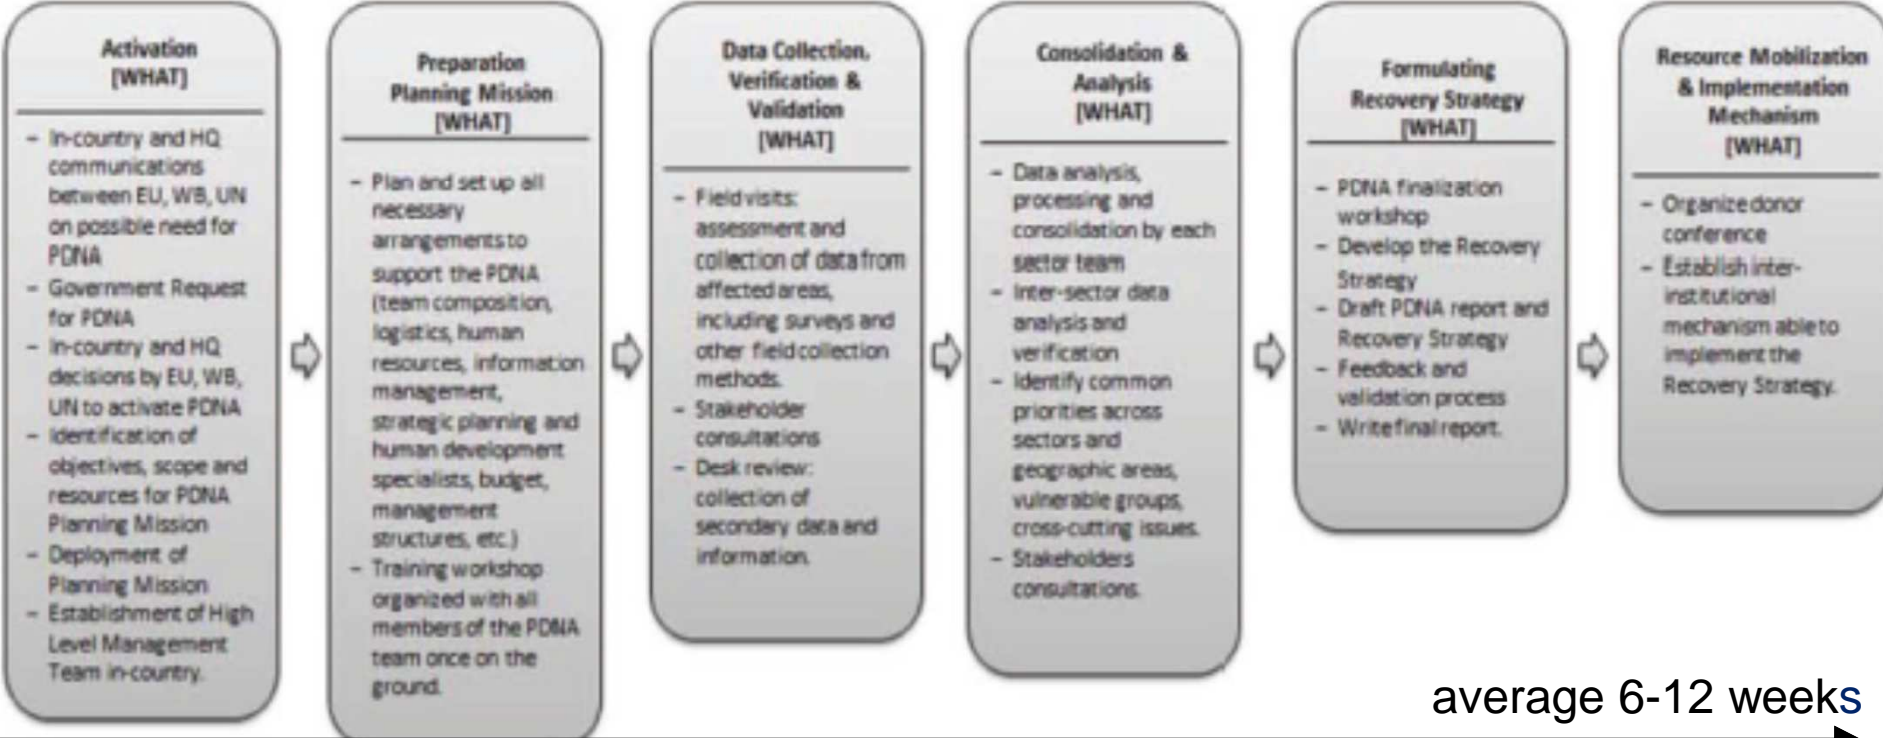 Activation
[WHAT]
– In-country and HQ
communications
between EU, WB, UN
on possible need for
PDNA
– Government Request
for PDNA
– In-country and HQ
decisions by EU, WB,
UN to activate PDNA
– Identification of
objectives, scope and
resources for PDNA
Planning Mission
– Deployment of
Planning Mission
– Establishment of High
Level Management
Team in-country.
Preparation
Planning Mission
[WHAT]
– Plan and set up all
necessary
arrangements to
support the PDNA
(team composition,
logistics, human
resources, information
management,
strategic planning and
human development
specialists, budget,
management
structures, etc.)
– Training workshop
organized with all
members of the PDNA
team once on the
ground.
Data Collection,
Verification &
Validation
[WHAT]
– Field visits:
assessment and
collection of data from
affected areas,
including surveys and
other field collection
methods.
– Stakeholder
consultations
– Desk review:
collection of
secondary data and
information.
Consolidation &
Analysis
[WHAT]
– Data analysis,
processing and
consolidation by each
sector team
– Inter-sector data
analysis and
verification
– Identify common
priorities across
sectors and
geographic areas,
vulnerable groups,
cross-cutting issues.
– Stakeholders
consultations.
Formulating
Recovery Strategy
[WHAT]
– PDNA finalization
workshop
– Develop the Recovery
Strategy
– Draft PDNA report and
Recovery Strategy
– Feedback and
validation process
– Write final report.
Resource Mobilization
& Implementation
Mechanism
[WHAT]
– Organize donor
conference
– Establish inter-
institutional
mechanism able to
implement the
Recovery Strategy.
average 6-12 weeks